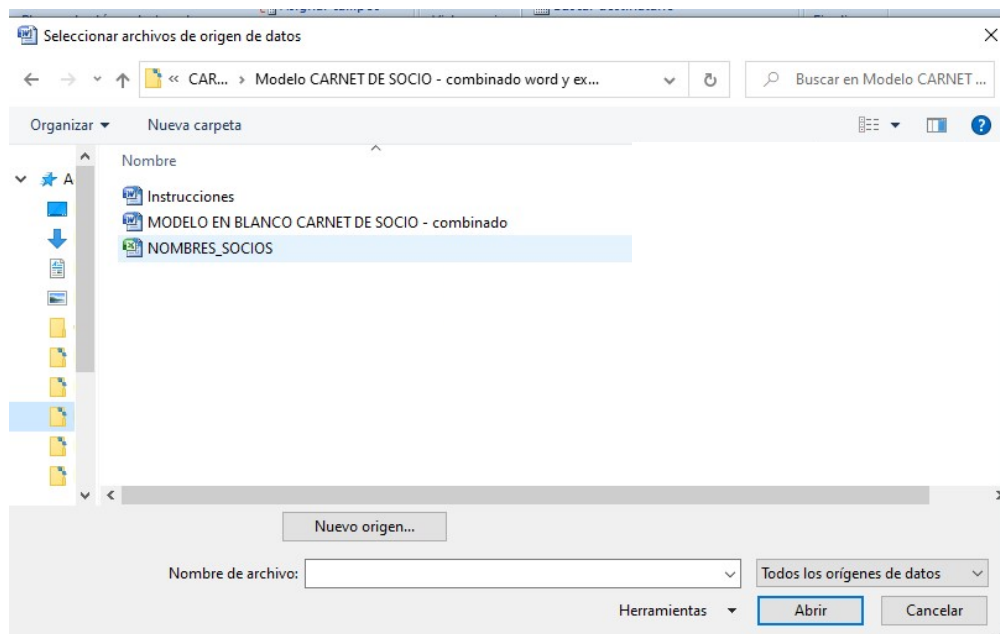 Seleccionar archivos de origen de datos
« CAR... › Modelo CARNET DE SOCIO - combinado word y ex...
Buscar en Modelo CARNET ...
Organizar
Nueva carpeta
Nombre
A
Instrucciones
MODELO EN BLANCO CARNET DE SOCIO - combinado
NOMBRES_SOCIOS
Nuevo origen...
Nombre de archivo:
Todos los orígenes de datos
Herramientas
Abrir
Cancelar